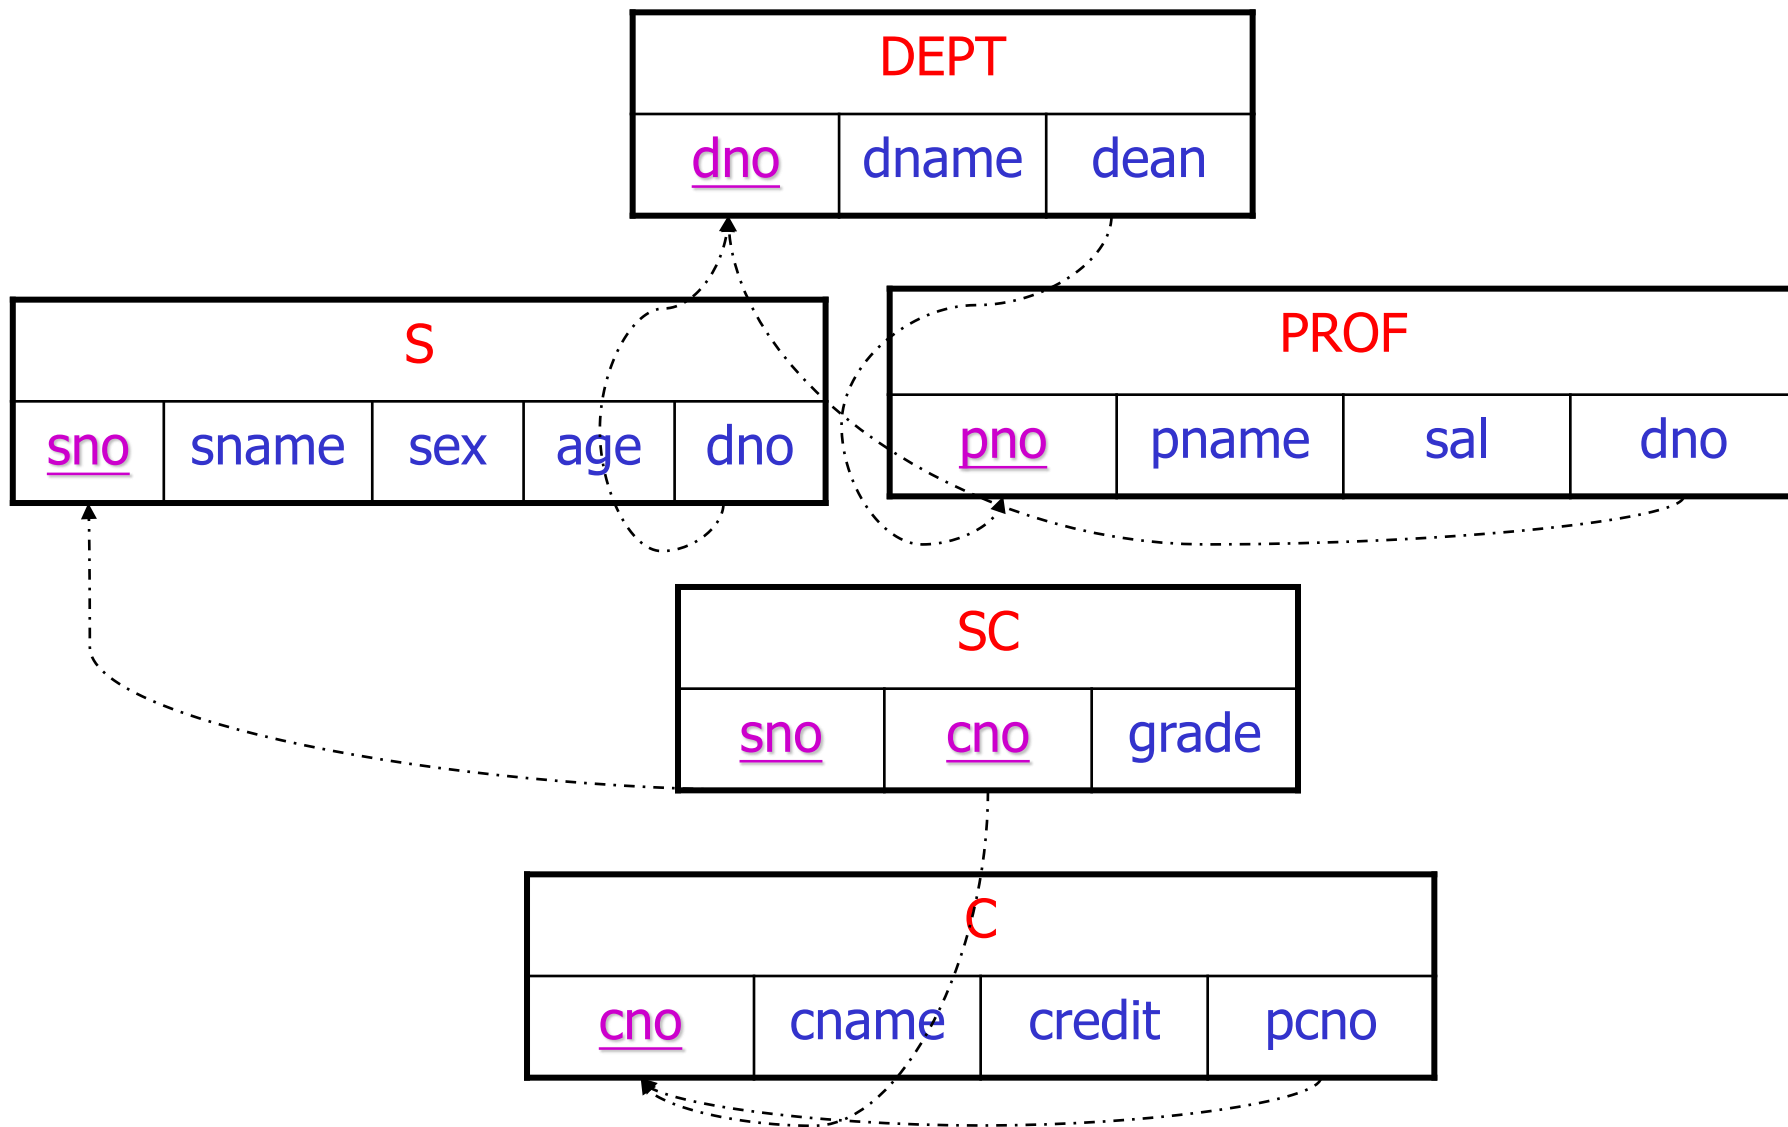 DEPT
dno dname dean
S
sno sname sex age dno
PROF
pno pname sal dno
SC
sno cno grade
C
cno cname credit pcno